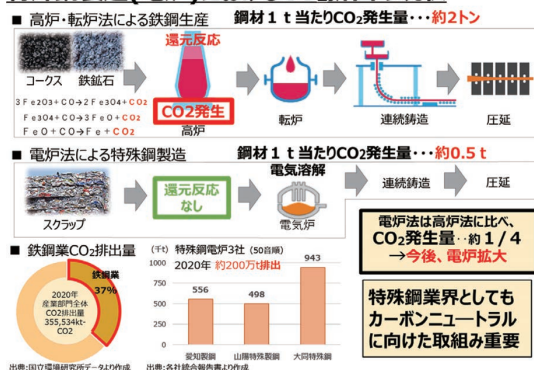 ■ 高炉・転炉法による鉄鋼生産
鋼材１ｔ当たりCO₂発生量・・・約2トン
還元反応
コークス
鉄鉱石
3Fe2O3+CO→2Fe3O4+CO2
Fe3O4+CO→3FeO+CO2
FeO+CO→Fe+CO2
CO2発生
高炉
転炉
連続鋳造
圧延
■ 電炉法による特殊鋼製造
鋼材１ｔ当たりCO₂発生量・・・約0.5ｔ
電気溶解
スクラップ
還元反応
なし
電気炉
連続鋳造
圧延
電炉法は高炉法に比べ、
CO₂発生量‥約１/４
→今後、電炉拡大
■ 鉄鋼業CO₂排出量
鉄鋼業
37%
2020年
産業部門全体
CO2排出量
355,534kt-
CO2
出典:国立環境研究所データより作成
(千t)
特殊鋼電炉3社（50音順）
2020年 約200万t排出
1000
750
500
250
0
556
498
943
愛知製鋼
山陽特殊製鋼
大同特殊鋼
出典:各社統合報告書より作成
特殊鋼業界としても
カーボンニュートラル
に向けた取組み重要